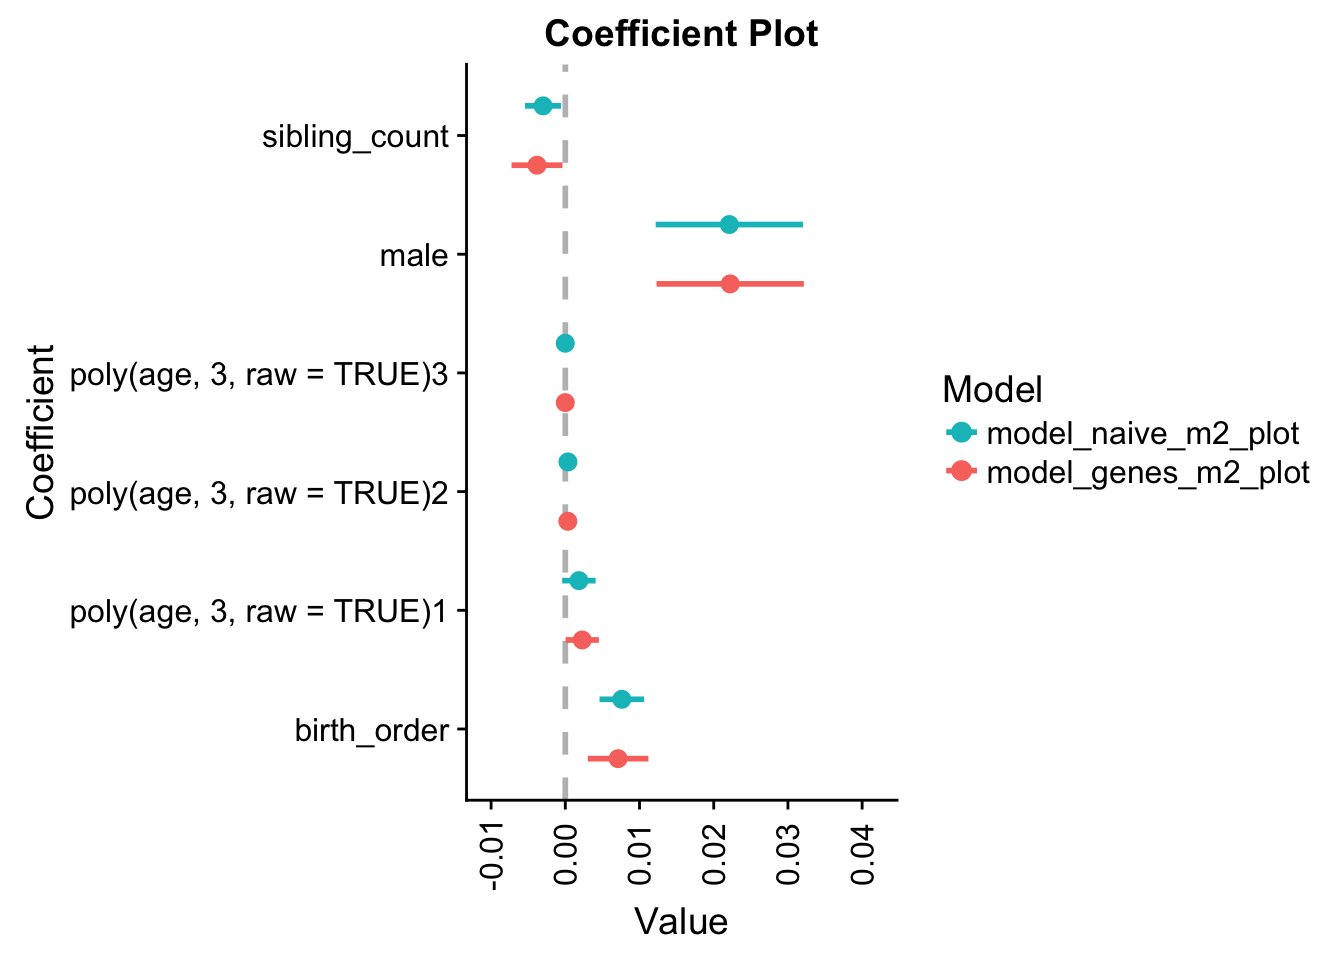 Coefficient Plot
Coefficient
sibling_count
male
poly(age, 3, raw = TRUE)3
poly(age, 3, raw = TRUE)2
poly(age, 3, raw = TRUE)1
birth_order
-0.01
0.00
0.01
0.02
0.03
0.04
Value
Model
model_naive_m2_plot
model_genes_m2_plot